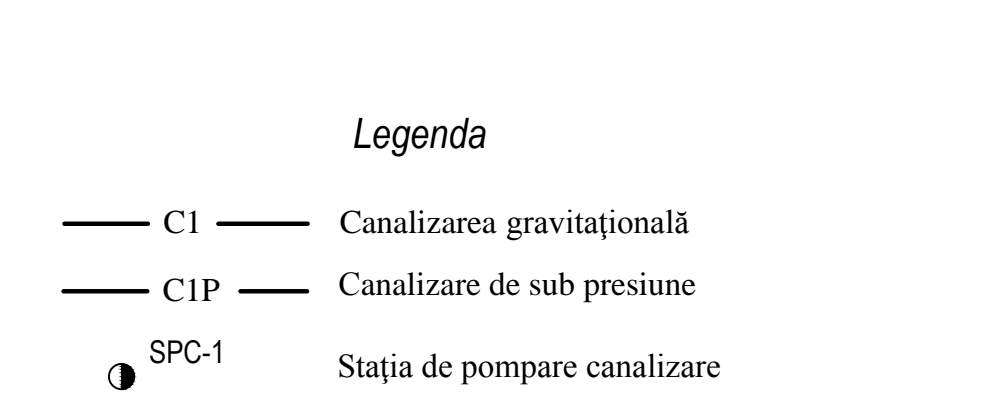 Legenda
C1 Canalizarea gravitaţională
C1P Canalizare de sub presiune
SPC-1 Staţia de pompare canalizare